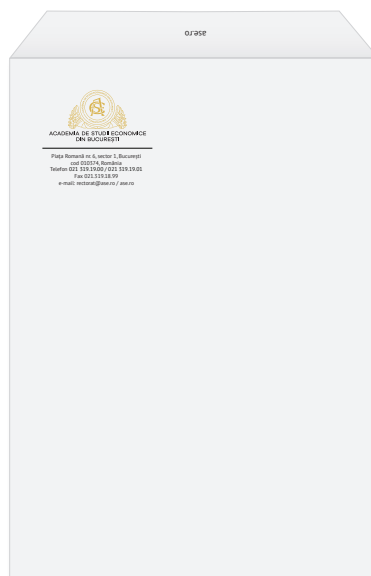 ase.ro
ACADEMIA DE STUDII ECONOMICE
DIN BUCUREȘTI
Piața Romană nr. 6, sector 1, București
cod 010374, România
Telefon 021 319.19.00 / 021 319.19.01
Fax 021.319.18.99
e-mail: rectorat@ase.ro / ase.ro